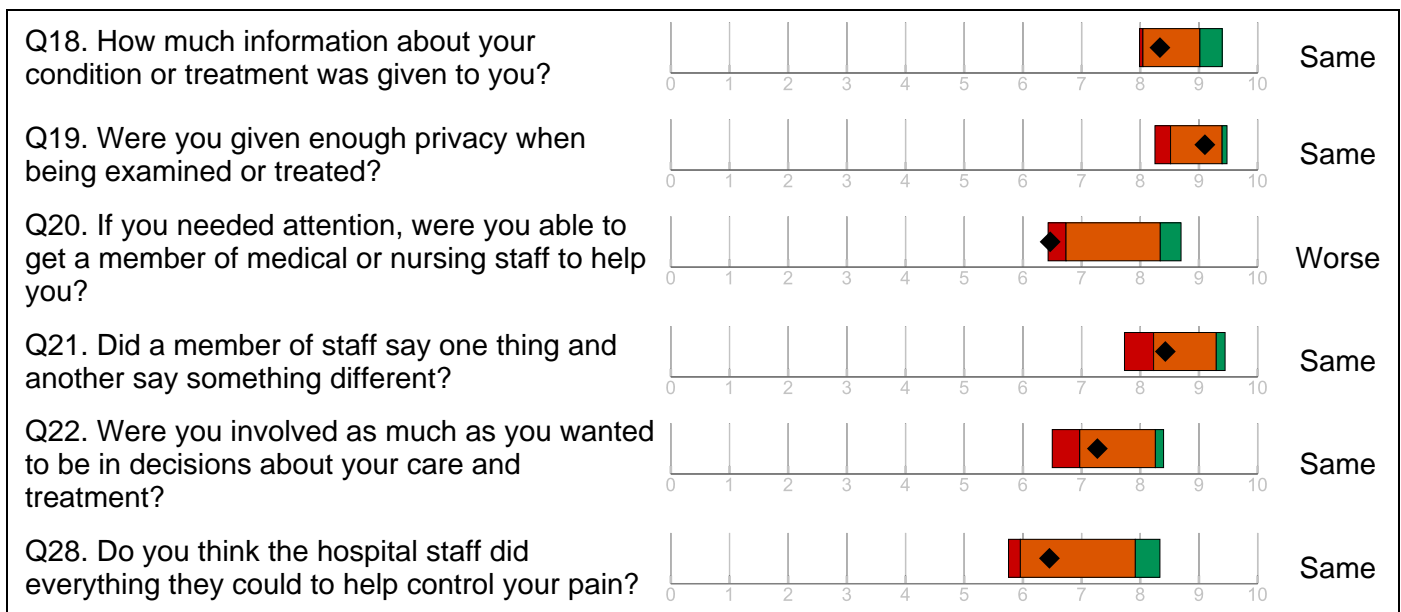 Q18. How much information about your
condition or treatment was given to you?
0 1 2 3 4 5 6 7 8 9 10
Same
Q19. Were you given enough privacy when
being examined or treated?
0 1 2 3 4 5 6 7 8 9 10
Same
Q20. If you needed attention, were you able to
get a member of medical or nursing staff to help
you?
0 1 2 3 4 5 6 7 8 9 10
Worse
Q21. Did a member of staff say one thing and
another say something different?
0 1 2 3 4 5 6 7 8 9 10
Same
Q22. Were you involved as much as you wanted
to be in decisions about your care and
treatment?
0 1 2 3 4 5 6 7 8 9 10
Same
Q28. Do you think the hospital staff did
everything they could to help control your pain?
0 1 2 3 4 5 6 7 8 9 10
Same